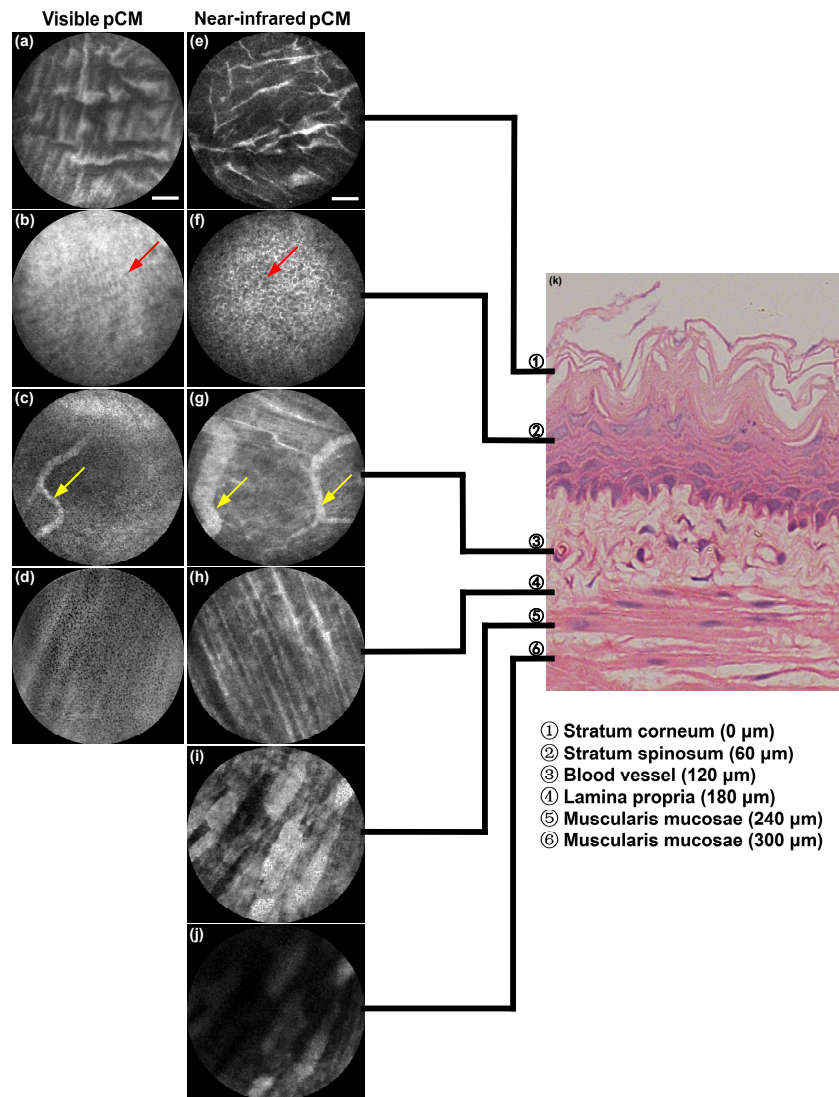 Visible pCM Near-infrared pCM
(a) (e)
(b) (f)
(k)
①
(c) (g)
②
③
(d) (h)
④
⑤
⑥
① Stratum corneum (0 µm)
② Stratum spinosum (60 µm)
(i)
③ Blood vessel (120 µm)
④ Lamina propria (180 µm)
⑤ Muscularis mucosae (240 µm)
⑥ Muscularis mucosae (300 µm)
(j)